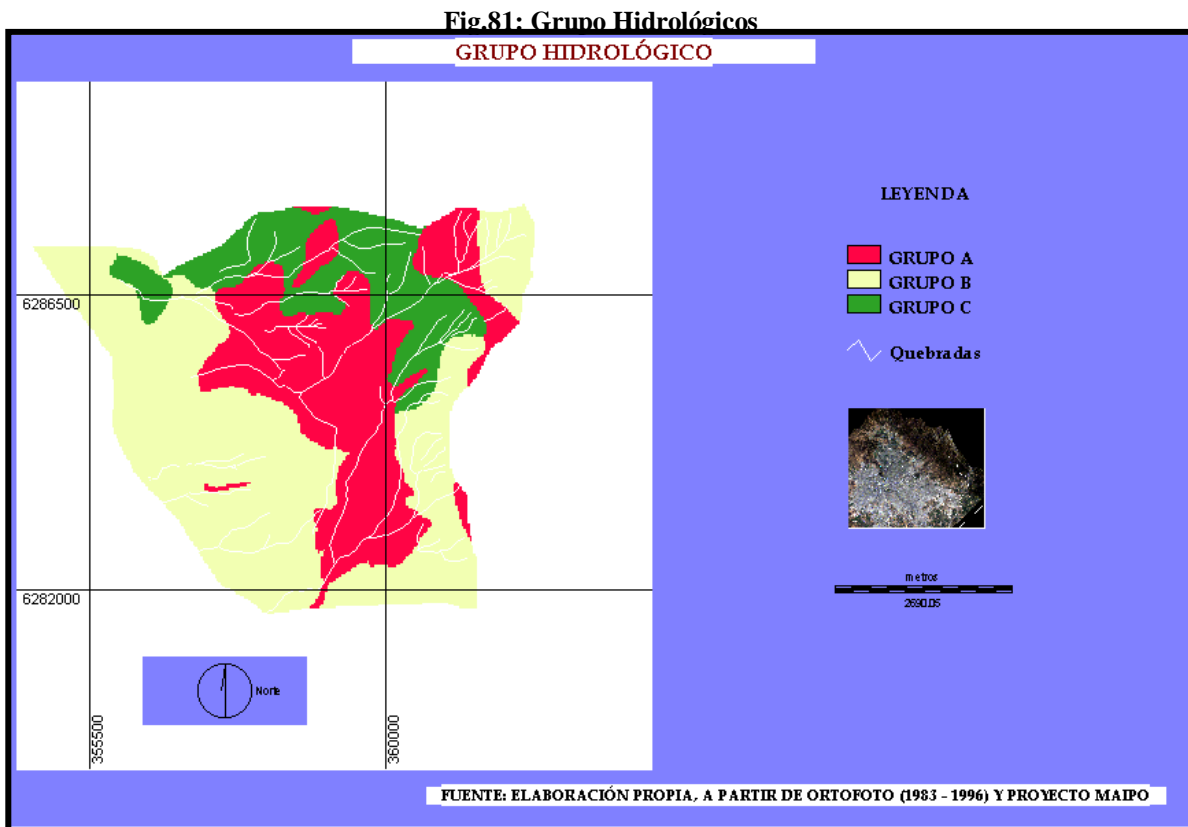 Fig.81: Grupo Hidrológicos
GRUPO HIDROLÓGICO
LEYENDA
GRUPO A
GRUPO B
GRUPO C
Quebradas
6286500
6282000
metros
2690.05
Norte
355500
360000
FUENTE: ELABORACIÓN PROPIA, A PARTIR DE ORTOFOTO (1983 - 1996) Y PROYECTO MAIPO